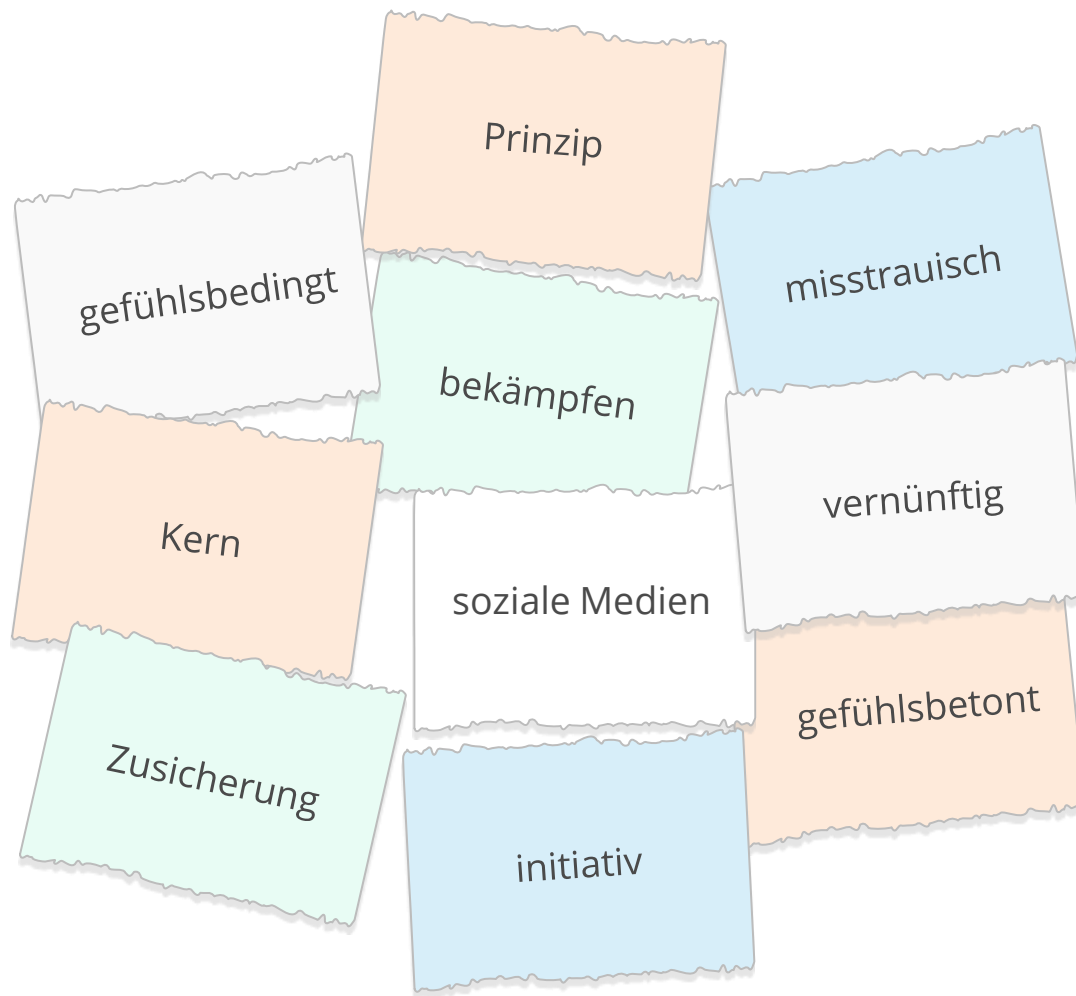 Prinzip
gefühlsbedingt
misstrauisch
bekämpfen
vernünftig
Kern
soziale Medien
gefühlsbetont
Zusicherung
initiativ